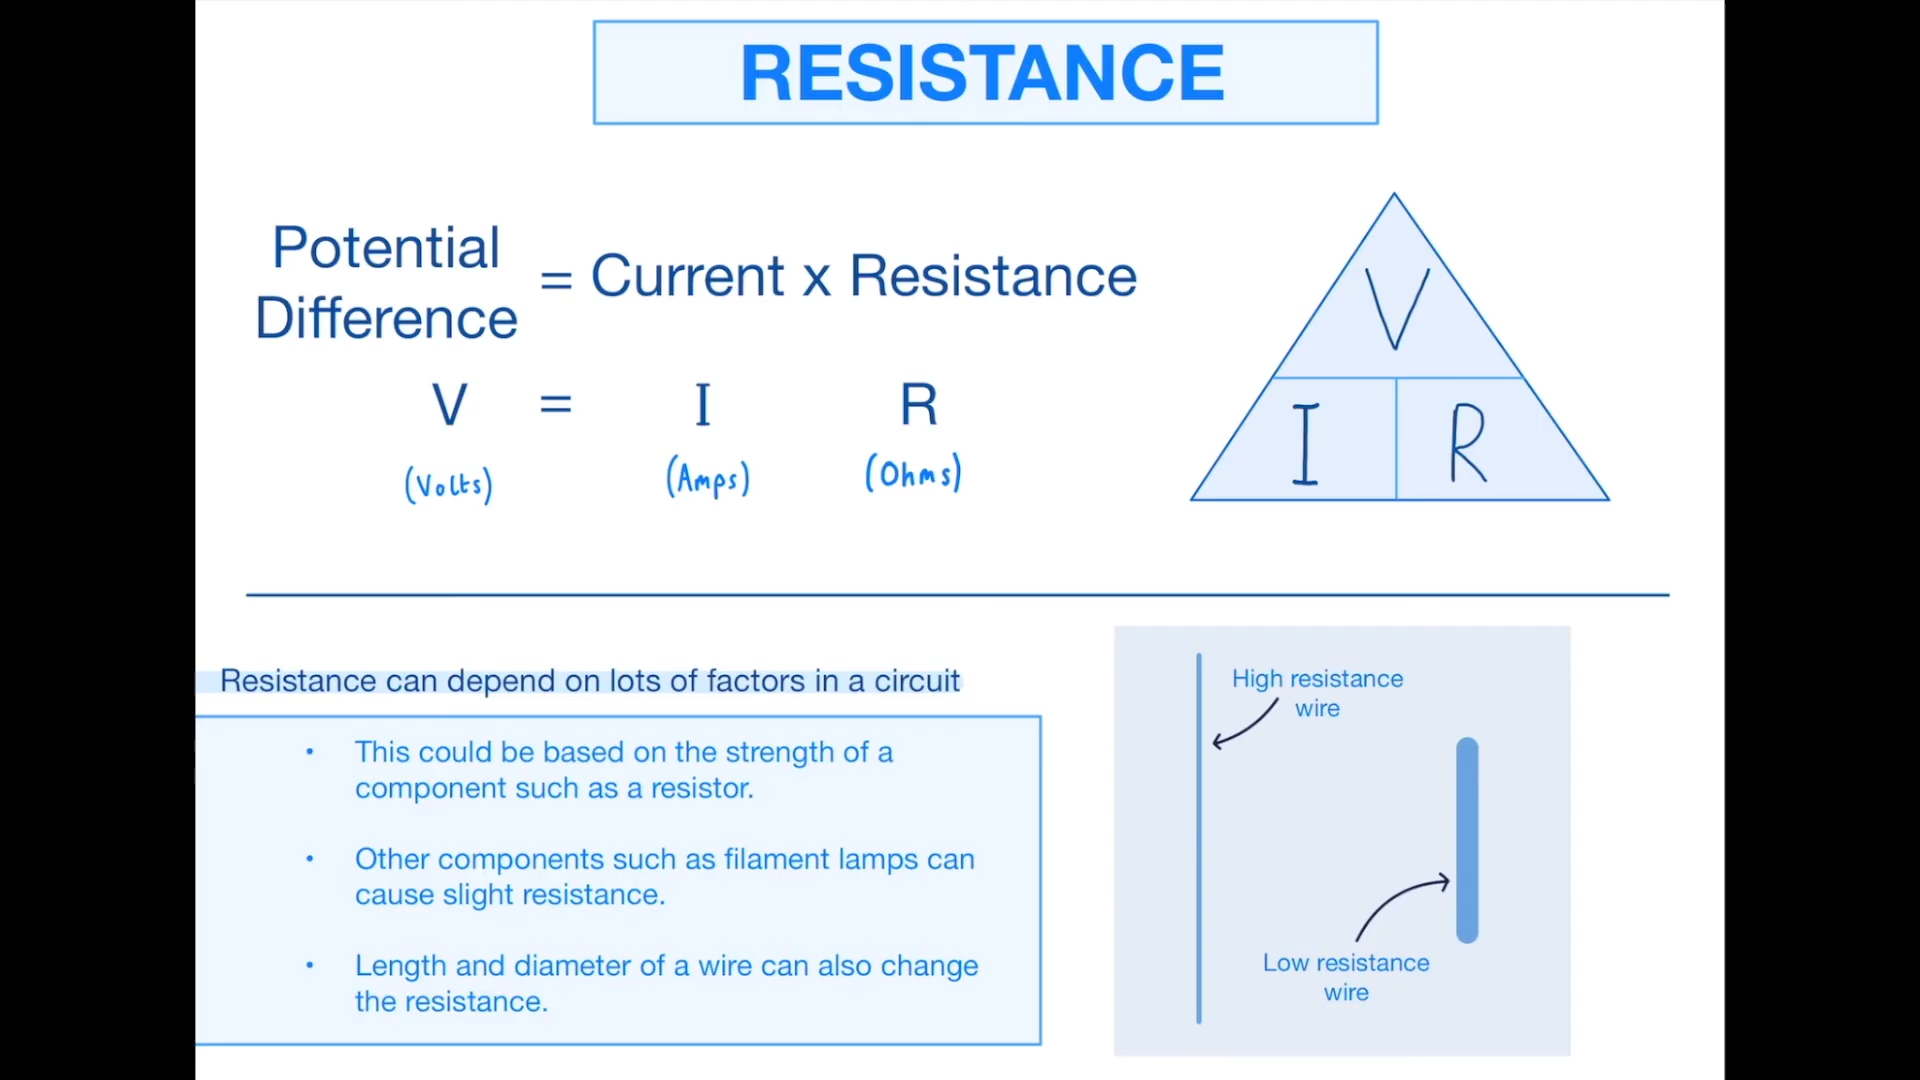 RESISTANCE
Potential
Difference
= Current x Resistance
V = I R
(Volts) (Amps) (Ohms)
V
I R
Resistance can depend on lots of factors in a circuit
• This could be based on the strength of a
component such as a resistor.
• Other components such as filament lamps can
cause slight resistance.
• Length and diameter of a wire can also change
the resistance.
High resistance
wire
Low resistance
wire